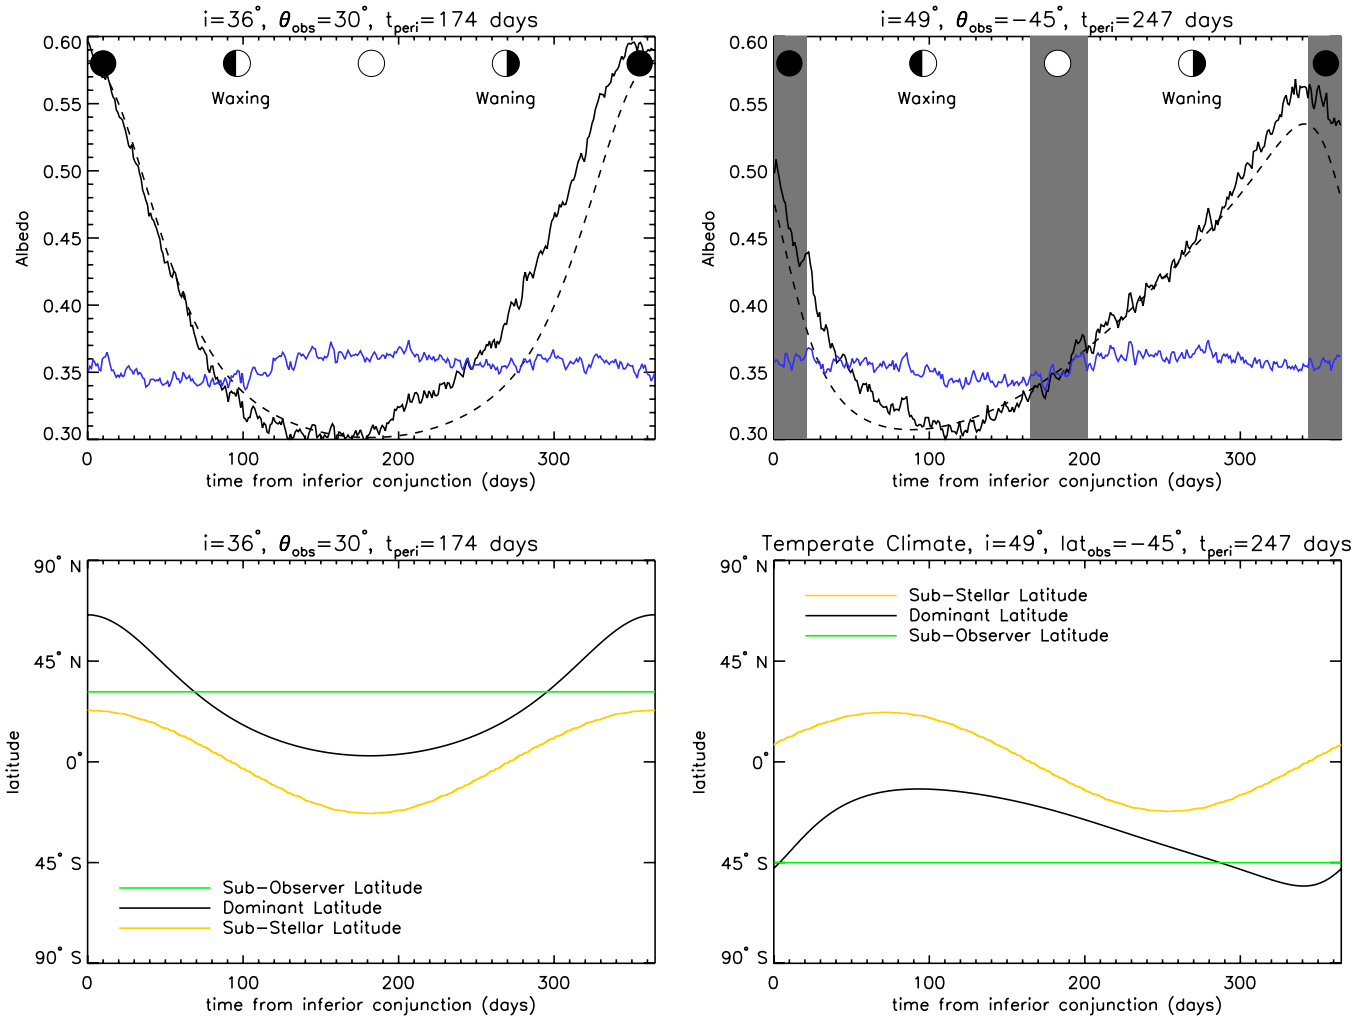 i=36°, θobs=30°, tperi=174 days
0.60
0.55
0.50
0.45
0.40
0.35
0.30
Albedo
Waxing
Waning
0
100
200
300
time from inferior conjunction (days)
i=49°, θobs=−45°, tperi=247 days
0.60
0.55
0.50
0.45
0.40
0.35
0.30
Albedo
Waxing
Waning
0
100
200
300
time from inferior conjunction (days)
i=36°, θobs=30°, tperi=174 days
90° N
45° N
0°
45° S
90° S
latitude
Sub−Observer Latitude
Dominant Latitude
Sub−Stellar Latitude
0
100
200
300
time from inferior conjunction (days)
Temperate Climate, i=49°, latobs=−45°, tperi=247 days
90° N
45° N
0°
45° S
90° S
latitude
Sub−Stellar Latitude
Dominant Latitude
Sub−Observer Latitude
0
100
200
300
time from inferior conjunction (days)